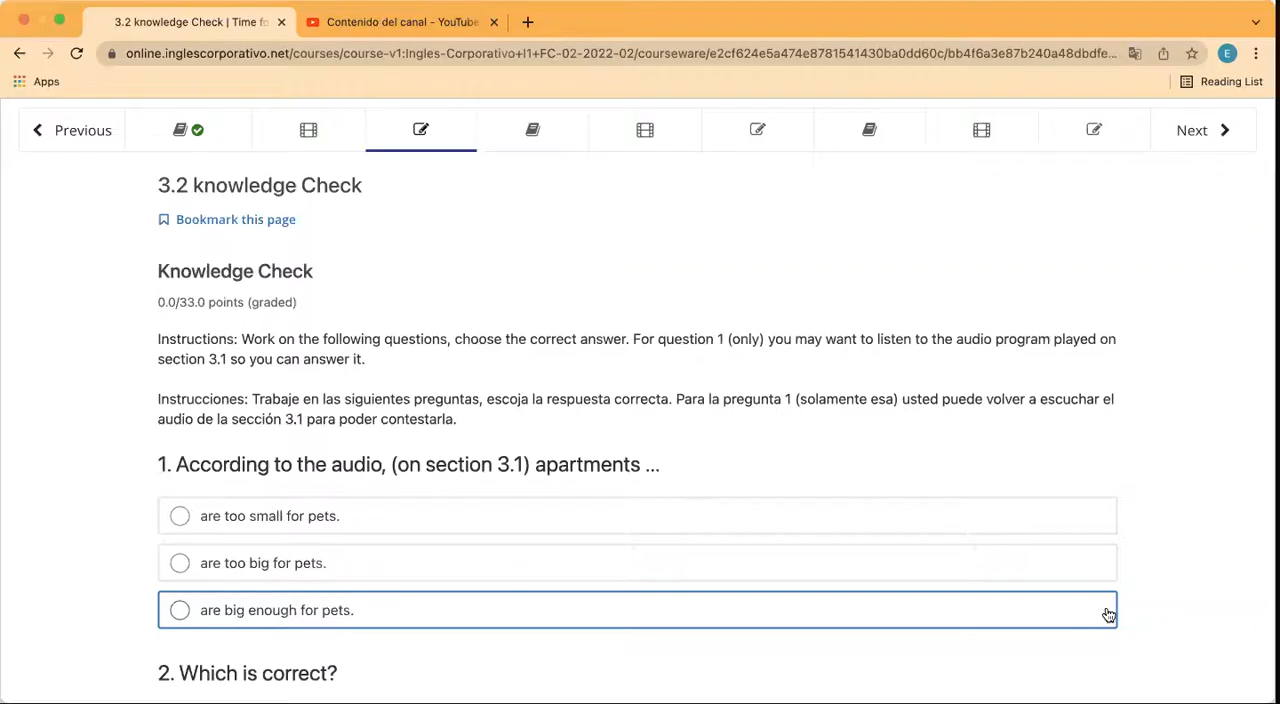 3.2 knowledge Check | Time fo
Contenido del canal - YouTube
online.inglescorporativo.net/courses/course-v1:Ingles-Corporativo+I1+FC-02-2022-02/courseware/e2cf624e5a474e8781541430ba0dd60c/bb4f6a3e87b240a48dbdfe...
E
Apps
Reading List
Previous
Next
3.2 knowledge Check
Bookmark this page
Knowledge Check
0.0/33.0 points (graded)
Instructions: Work on the following questions, choose the correct answer. For question 1 (only) you may want to listen to the audio program played on
section 3.1 so you can answer it.
Instrucciones: Trabaje en las siguientes preguntas, escoja la respuesta correcta. Para la pregunta 1 (solamente esa) usted puede volver a escuchar el
audio de la sección 3.1 para poder contestarla.
1. According to the audio, (on section 3.1) apartments ...
are too small for pets.
are too big for pets.
are big enough for pets.
2. Which is correct?